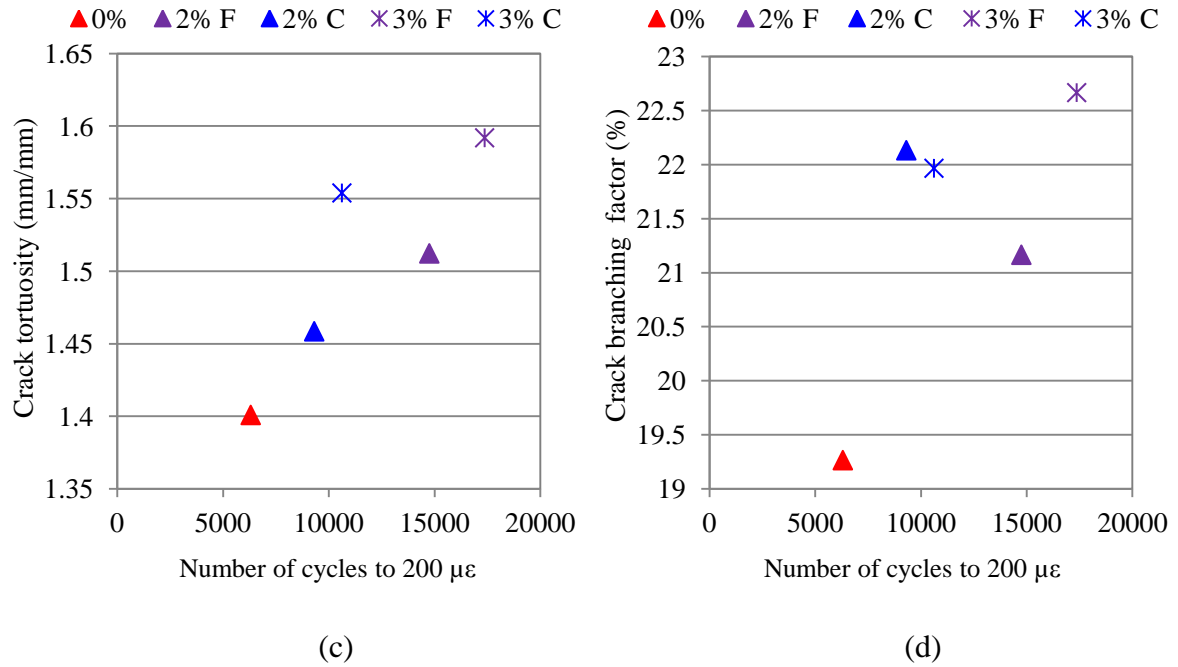 0% 2% F 2% C 3% F 3% C
1.65
1.6
1.55
1.5
1.45
1.4
1.35
Crack tortuosity (mm/mm)
0 5000 10000 15000 20000
Number of cycles to 200 µε
(c)
0% 2% F 2% C 3% F 3% C
23
22.5
22
21.5
21
20.5
20
19.5
19
Crack branching factor (%)
0 5000 10000 15000 20000
Number of cycles to 200 µε
(d)